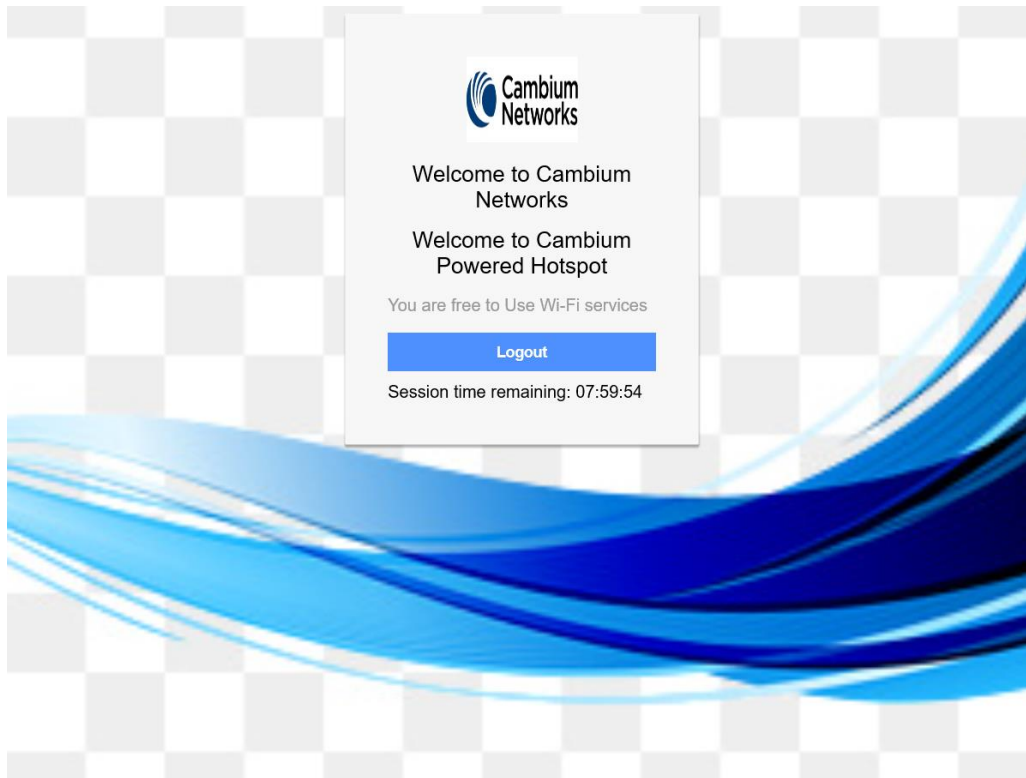 Cambium
Networks
Welcome to Cambium
Networks
Welcome to Cambium
Powered Hotspot
You are free to Use Wi-Fi services
Logout
Session time remaining: 07:59:54